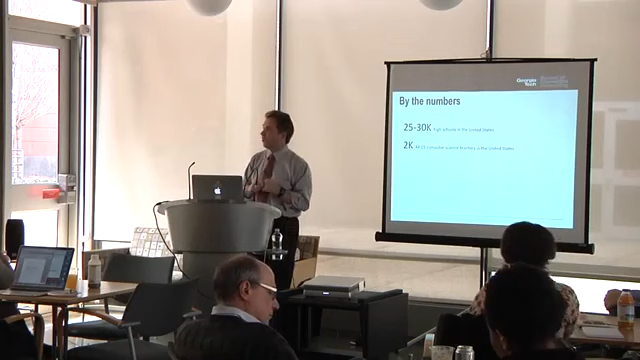 Georgia
Tech
By the numbers
25-30K high schools in the United States
2K AP CS computer science teachers in the United States